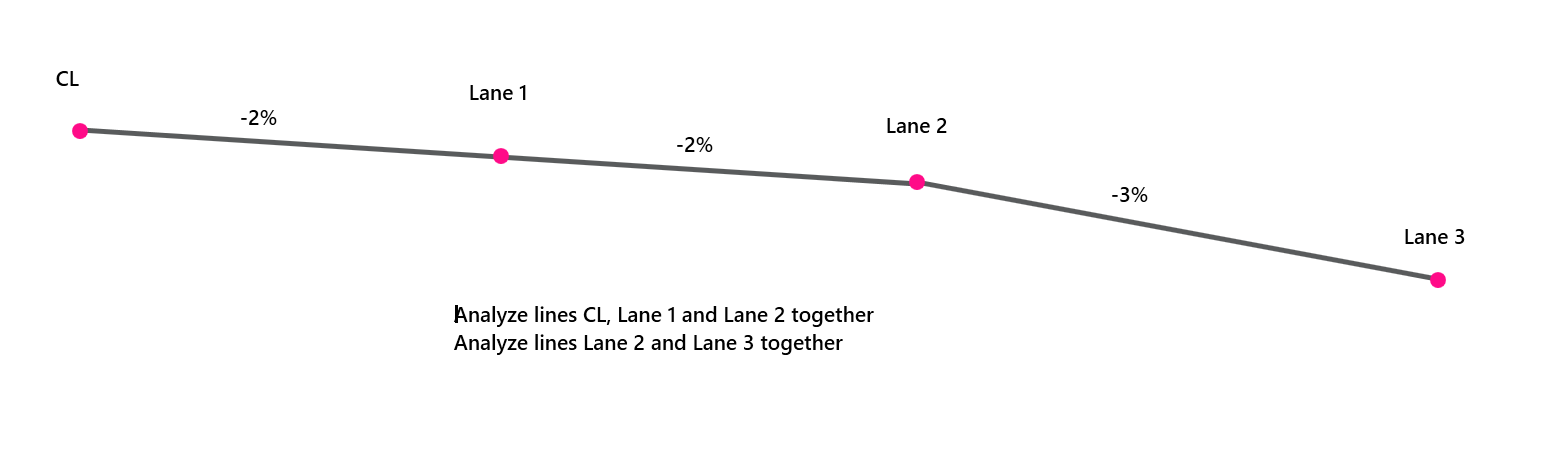 CL
Lane 1
-2%
Lane 2
-2%
-3%
Lane 3
Analyze lines CL, Lane 1 and Lane 2 together
Analyze lines Lane 2 and Lane 3 together